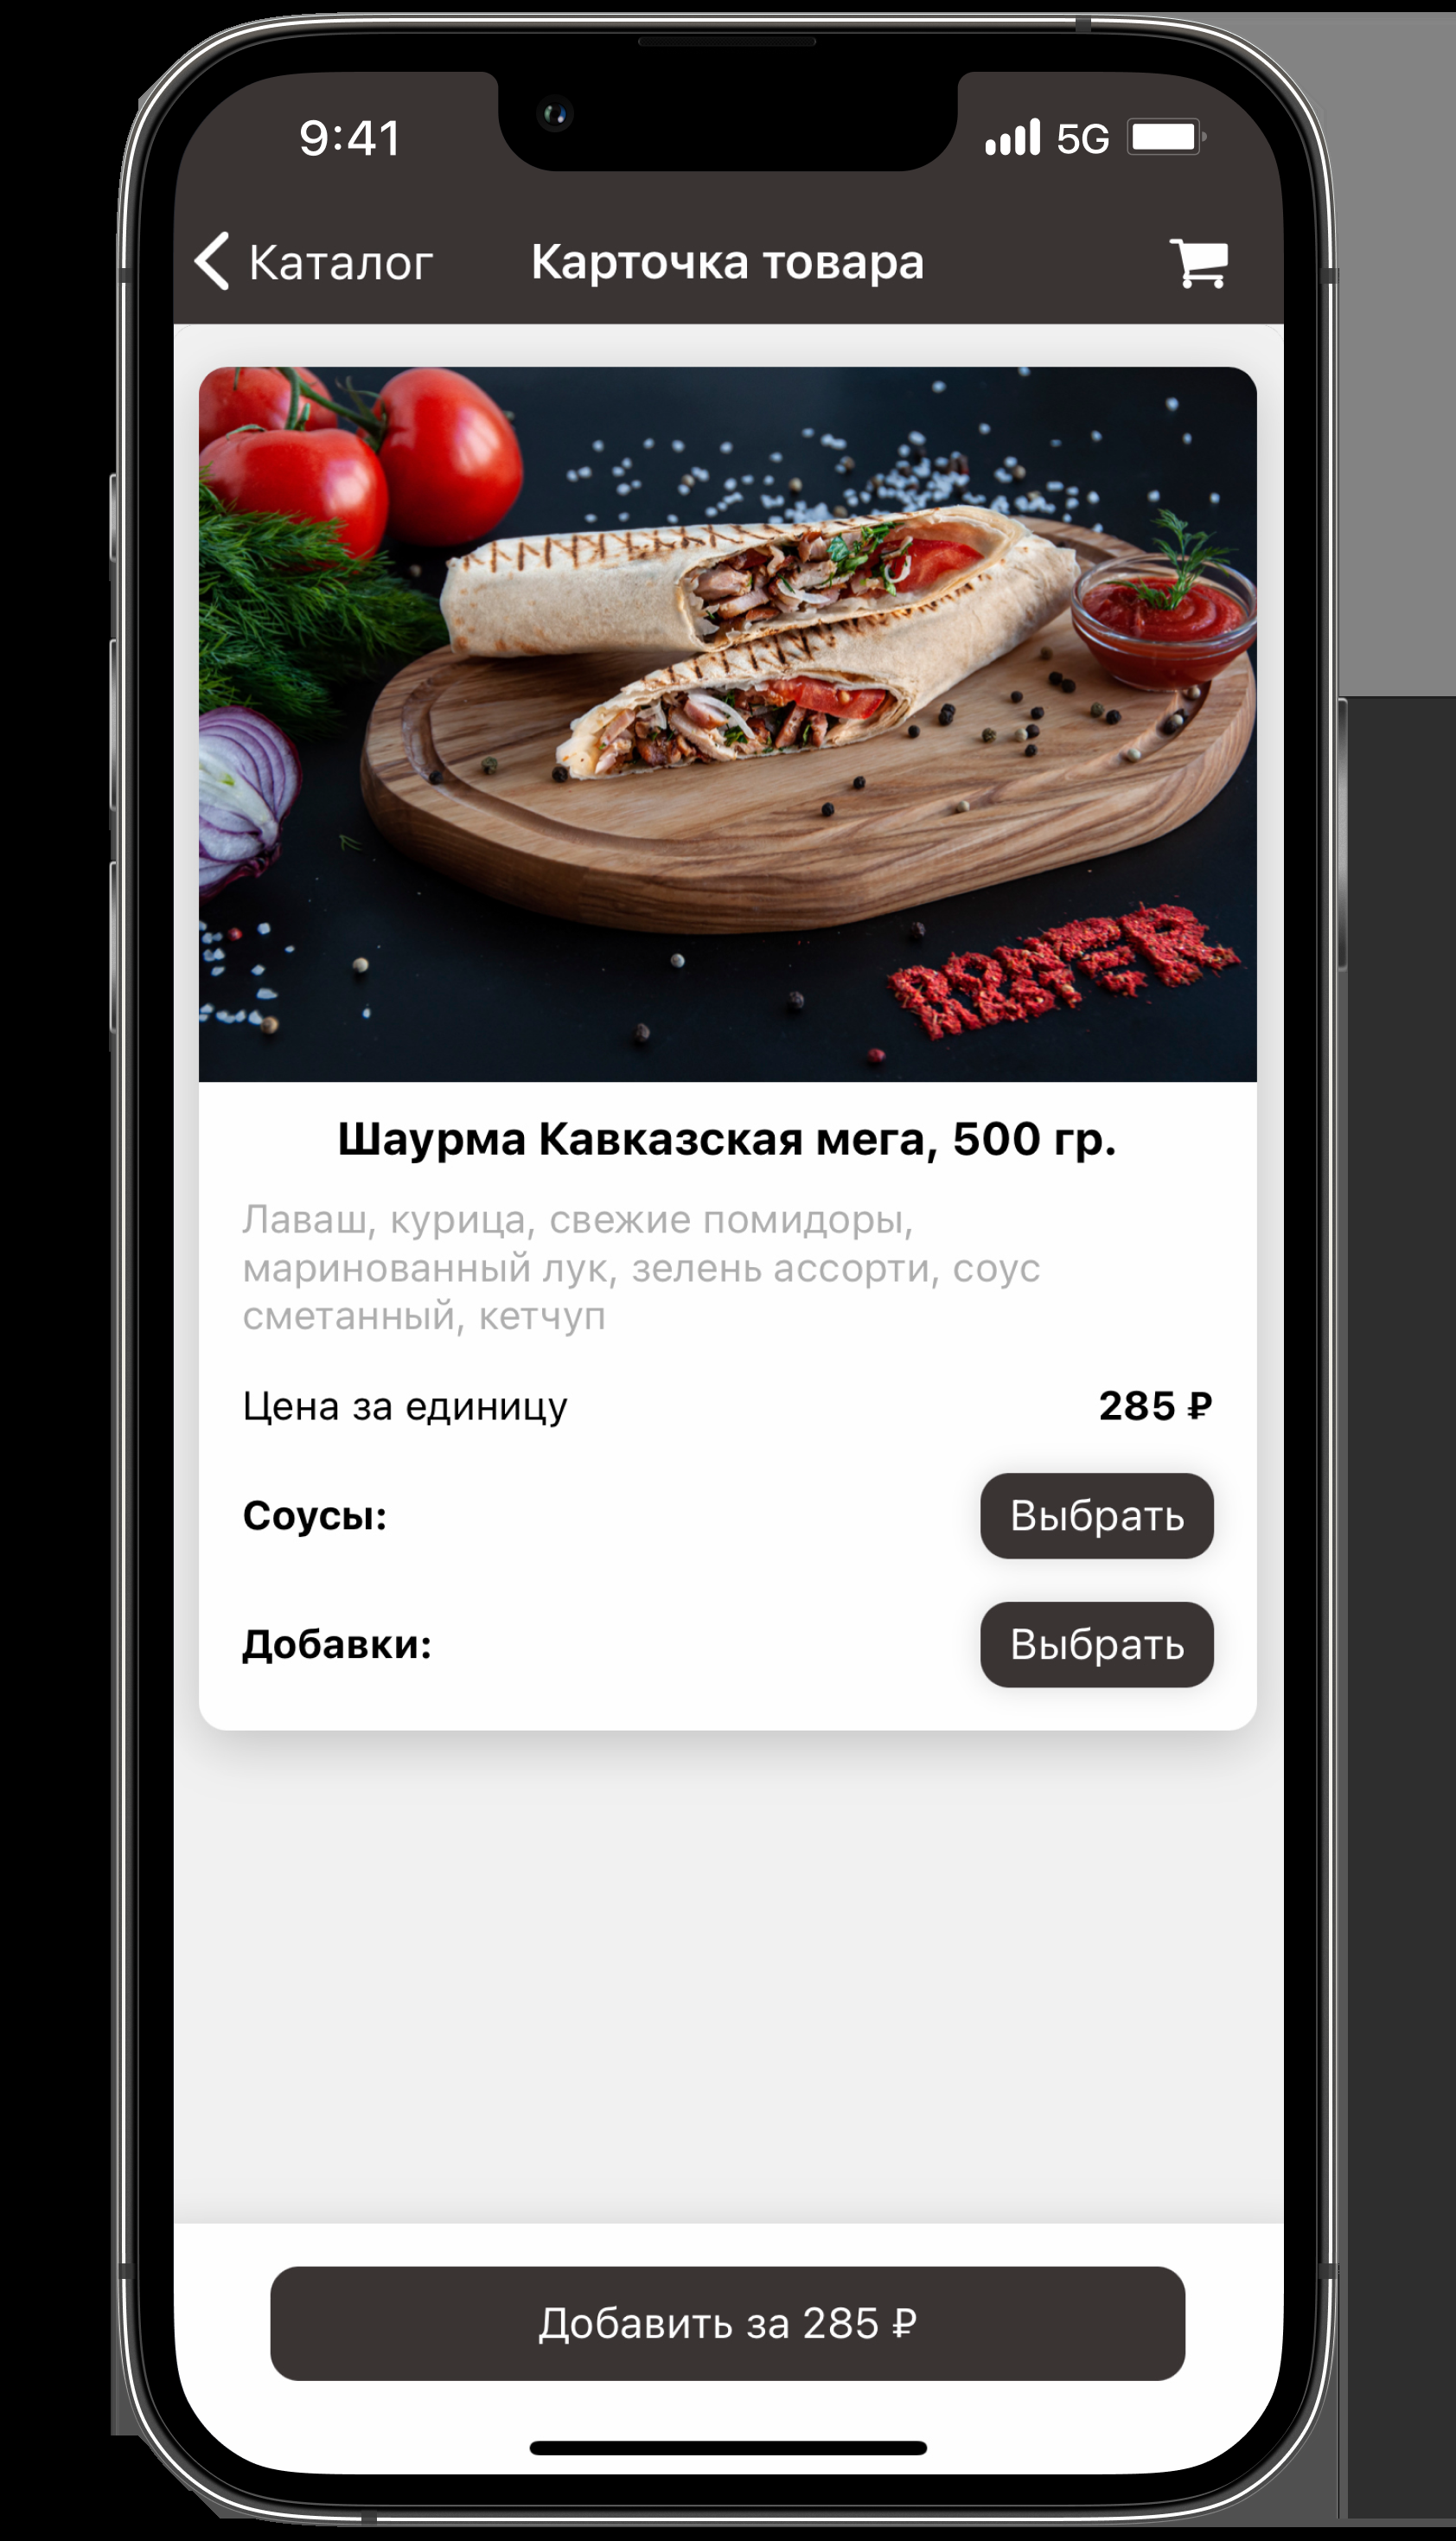 9:41
5G
Каталог
Карточка товара
Шаурма Кавказская мега, 500 гр.
Лаваш, курица, свежие помидоры,
маринованный лук, зелень ассорти, соус
сметанный, кетчуп
Цена за единицу
285 ₽
Соусы:
Выбрать
Добавки:
Выбрать
Добавить за 285 ₽